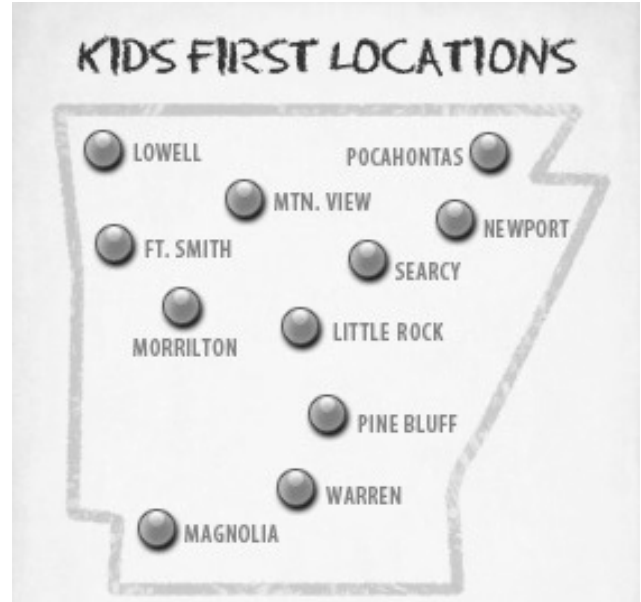 KIDS FIRST LOCATIONS
LOWELL
POCAHONTAS
MTN. VIEW
NEWPORT
FT. SMITH
SEARCY
LITTLE ROCK
MORRILTON
PINE BLUFF
WARREN
MAGNOLIA